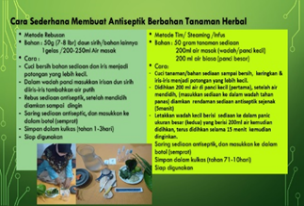 Cara Sederhana Membuat Antiseptik Berbahan Tanaman Herbal
Metode Rebusan
Bahan : 50g (7-8 lbr) daun sirih/bahan lainnya
1gelas /200-250ml Air masak
Cara :
Cuci bersih bahan sediaan dan iris menjadi
potongan yang lebih kecil.
Dalam wadah panci masukkan irisan dun sirih
diiris-iris tambahkan air putih
Rebus sediaan antiseptik, setelah mendidih
diamkan sampai dingin
Saring sediaan antiseptik, dan masukkan ke
dalam botol (semprot)
Simpan dalam kulkas (tahan 1-3hari)
Siap digunakan
Metode Tim/ Steaming /Infus
Bahan : 50 gram tanaman sediaan
200ml air masak (wadah/panci kecil)
200 ml air biasa (panci besar)
Cara:
Cuci tanaman/bahan sediaan sampai bersih, keringkan &
iris-iris menjadi potongan yang lebih kecil.
Didihkan 200 ml air di panci kecil (pertama), setelah air
mendidih, (masukkan sediaan ke dalam wadah tahan
panas) diamkan rendaman sediaan antiseptik sejenak
(5menit)
Letakkan wadah kecil berisi sediaan ke dalam panic
ukuran besar (kedua) yang berisi 200ml air kemudian
didihkan, terus didihkan selama 15 menit kemudian
dinginkan.
Saring sediaan antiseptik, dan masukkan ke dalam
botol (semprot)
Simpan dalam kulkas (tahan 71-10hari)
Siap digunakan